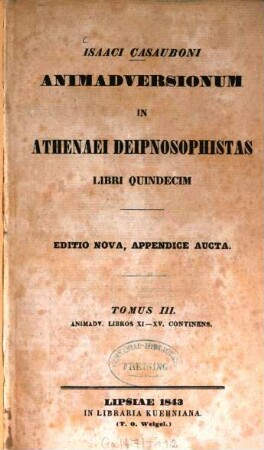 ISAACI CASAUBONI
ANIMADVERSIONUM
IN
ATHENAEI DEIPNOSOPHISTAS
LIBRI QUINDECIM
EDITIO NOVA, APPENDICE AUCTA.
TOMUS III.
ANIMADV. LIBROS XI—XV. CONTINENS.
FREISING
LIPSIAE 1843
IN LIBRARIA KUEHNIANA.
(T. O. Weigel.)